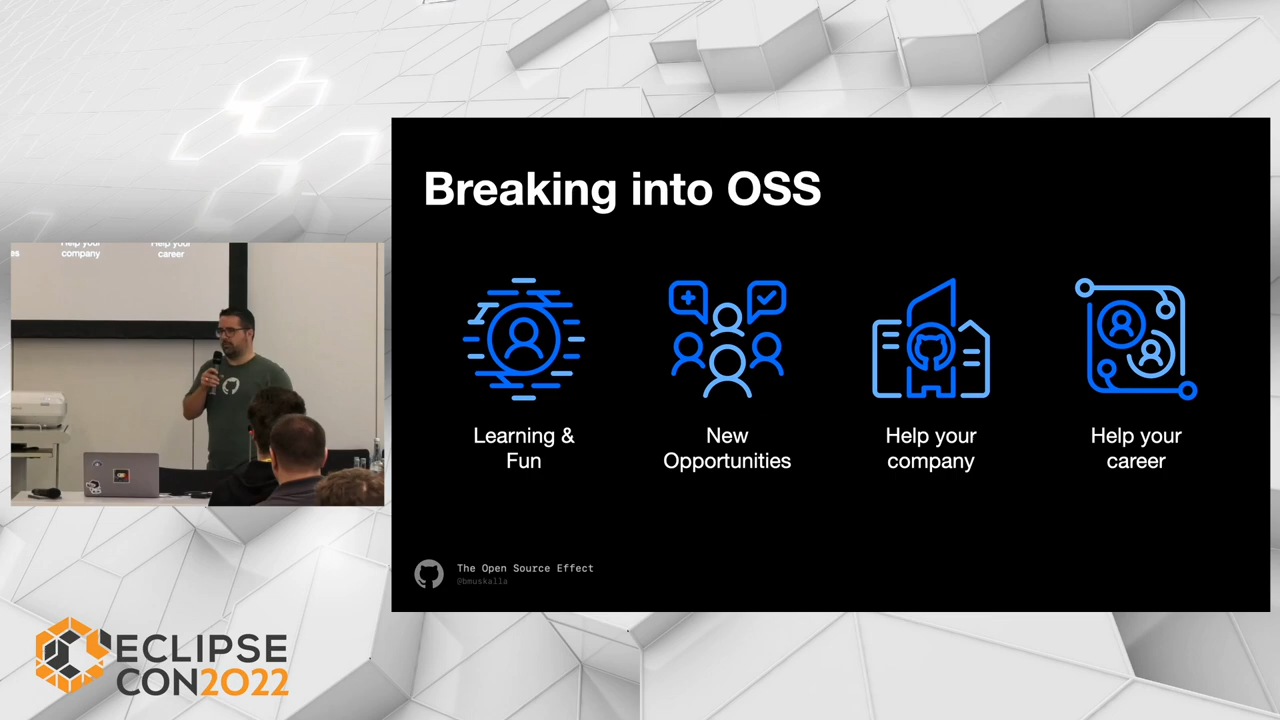 Breaking into OSS
Learning &
Fun
New
Opportunities
Help your
company
Help your
career
The Open Source Effect
@bmuskalla
es
Help your
company
Help your
career
ECLIPSE
CON2022